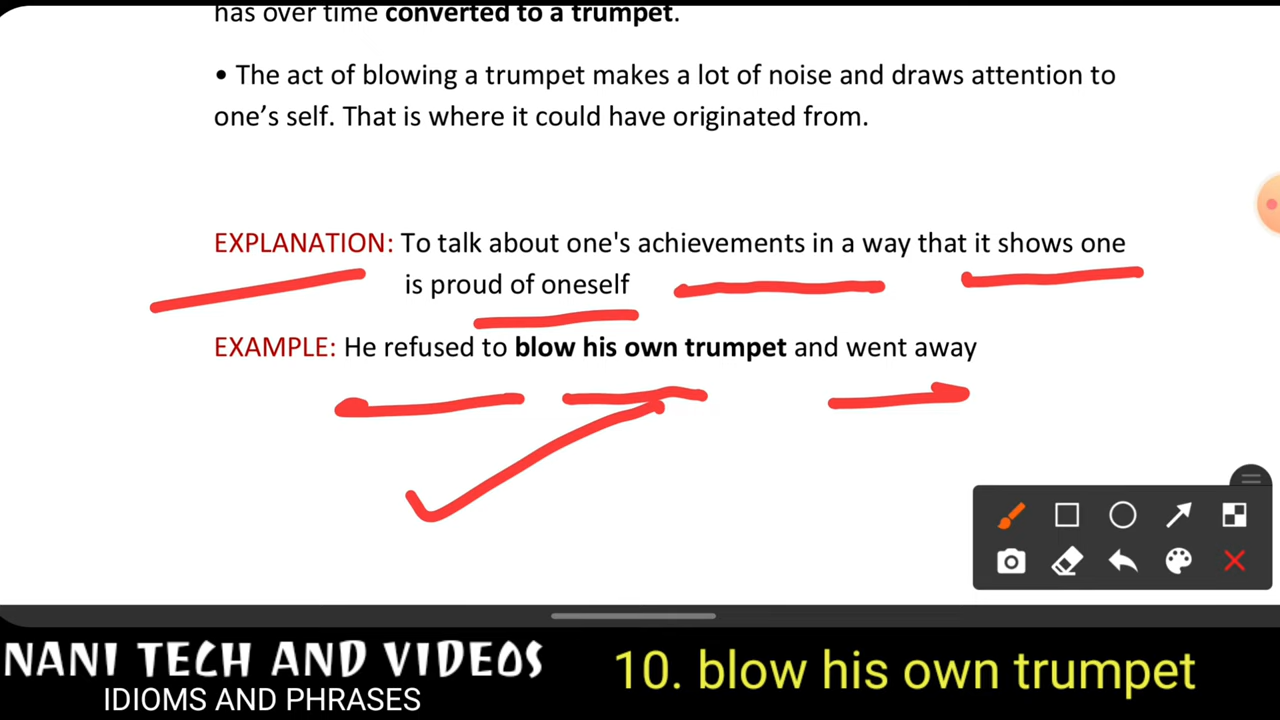 has over time converted to a trumpet.
• The act of blowing a trumpet makes a lot of noise and draws attention to
one’s self. That is where it could have originated from.
EXPLANATION: To talk about one's achievements in a way that it shows one
is proud of oneself
EXAMPLE: He refused to blow his own trumpet and went away
NANI TECH AND VIDEOS
IDIOMS AND PHRASES
10. blow his own trumpet